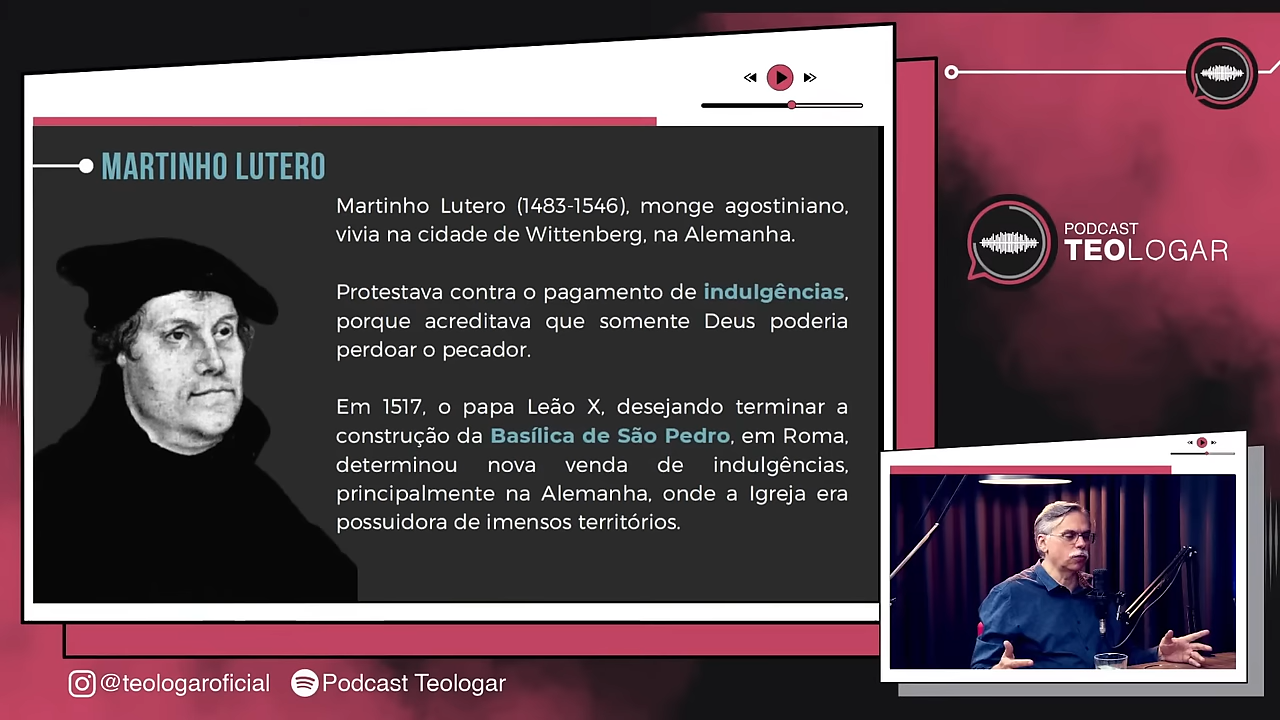 MARTINHO LUTERO
Martinho Lutero (1483-1546), monge agostiniano,
vivia na cidade de Wittenberg, na Alemanha.
Protestava contra o pagamento de indulgências,
porque acreditava que somente Deus poderia
perdoar o pecador.
Em 1517, o papa Leão X, desejando terminar a
construção da Basílica de São Pedro, em Roma,
determinou nova venda de indulgências,
principalmente na Alemanha, onde a Igreja era
possuidora de imensos territórios.
PODCAST
TEOLOGAR
@teologaroficial
Podcast Teologar